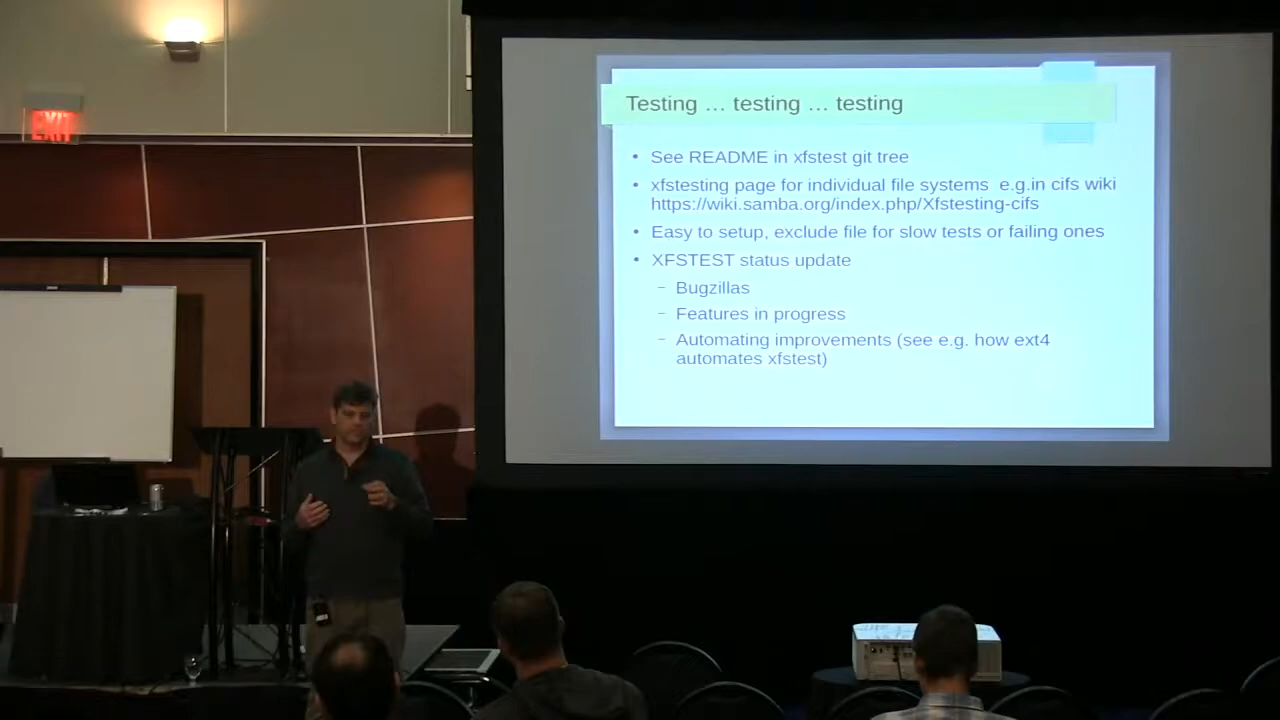 EXIT
Testing … testing … testing
• See README in xfstest git tree
• xfstesting page for individual file systems  e.g.in cifs wiki
https://wiki.samba.org/index.php/Xfstesting-cifs
• Easy to setup, exclude file for slow tests or failing ones
• XFSTEST status update
– Bugzillas
– Features in progress
– Automating improvements (see e.g. how ext4
automates xfstest)